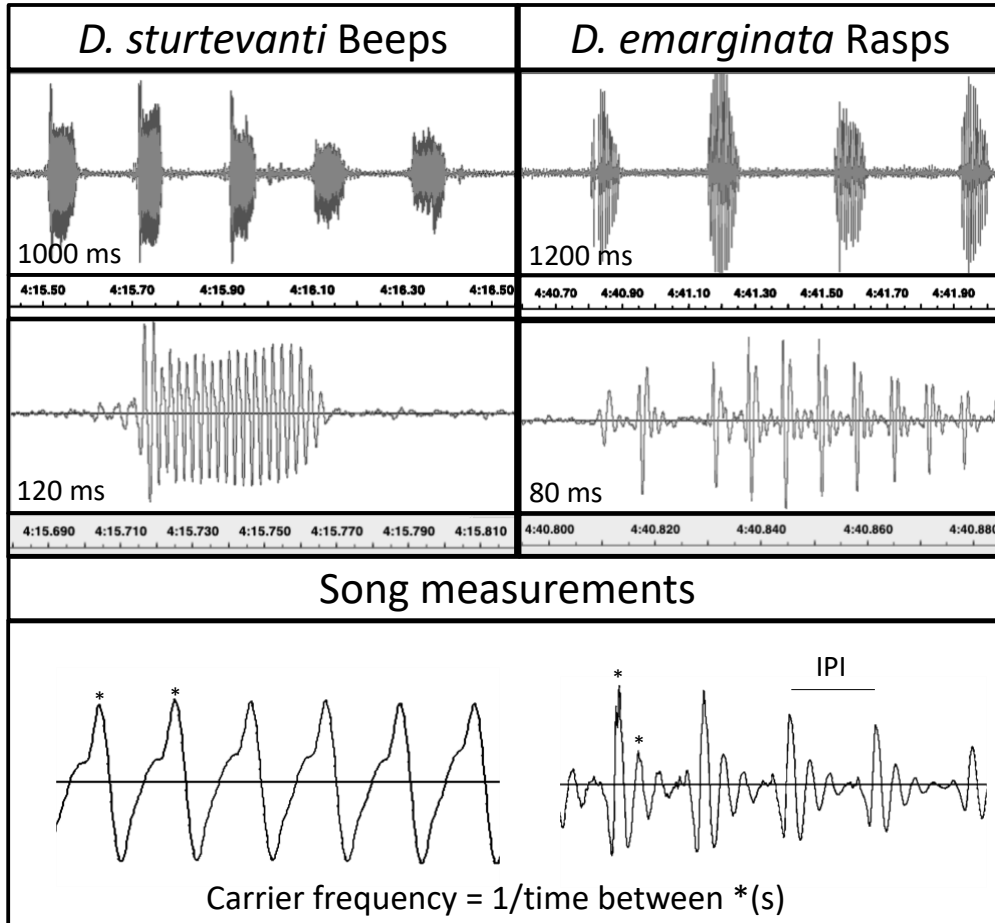 D. sturtevanti Beeps
D. emarginata Rasps
1000 ms
1200 ms
4:15.50 4:15.70 4:15.90 4:16.10 4:16.30 4:16.50
4:40.70 4:40.90 4:41.10 4:41.30 4:41.50 4:41.70 4:41.90
120 ms
80 ms
4:15.690 4:15.710 4:15.730 4:15.750 4:15.770 4:15.790 4:15.810
4:40.800 4:40.820 4:40.840 4:40.860 4:40.880
Song measurements
* *
*
*
IPI
Carrier frequency = 1/time between *(s)